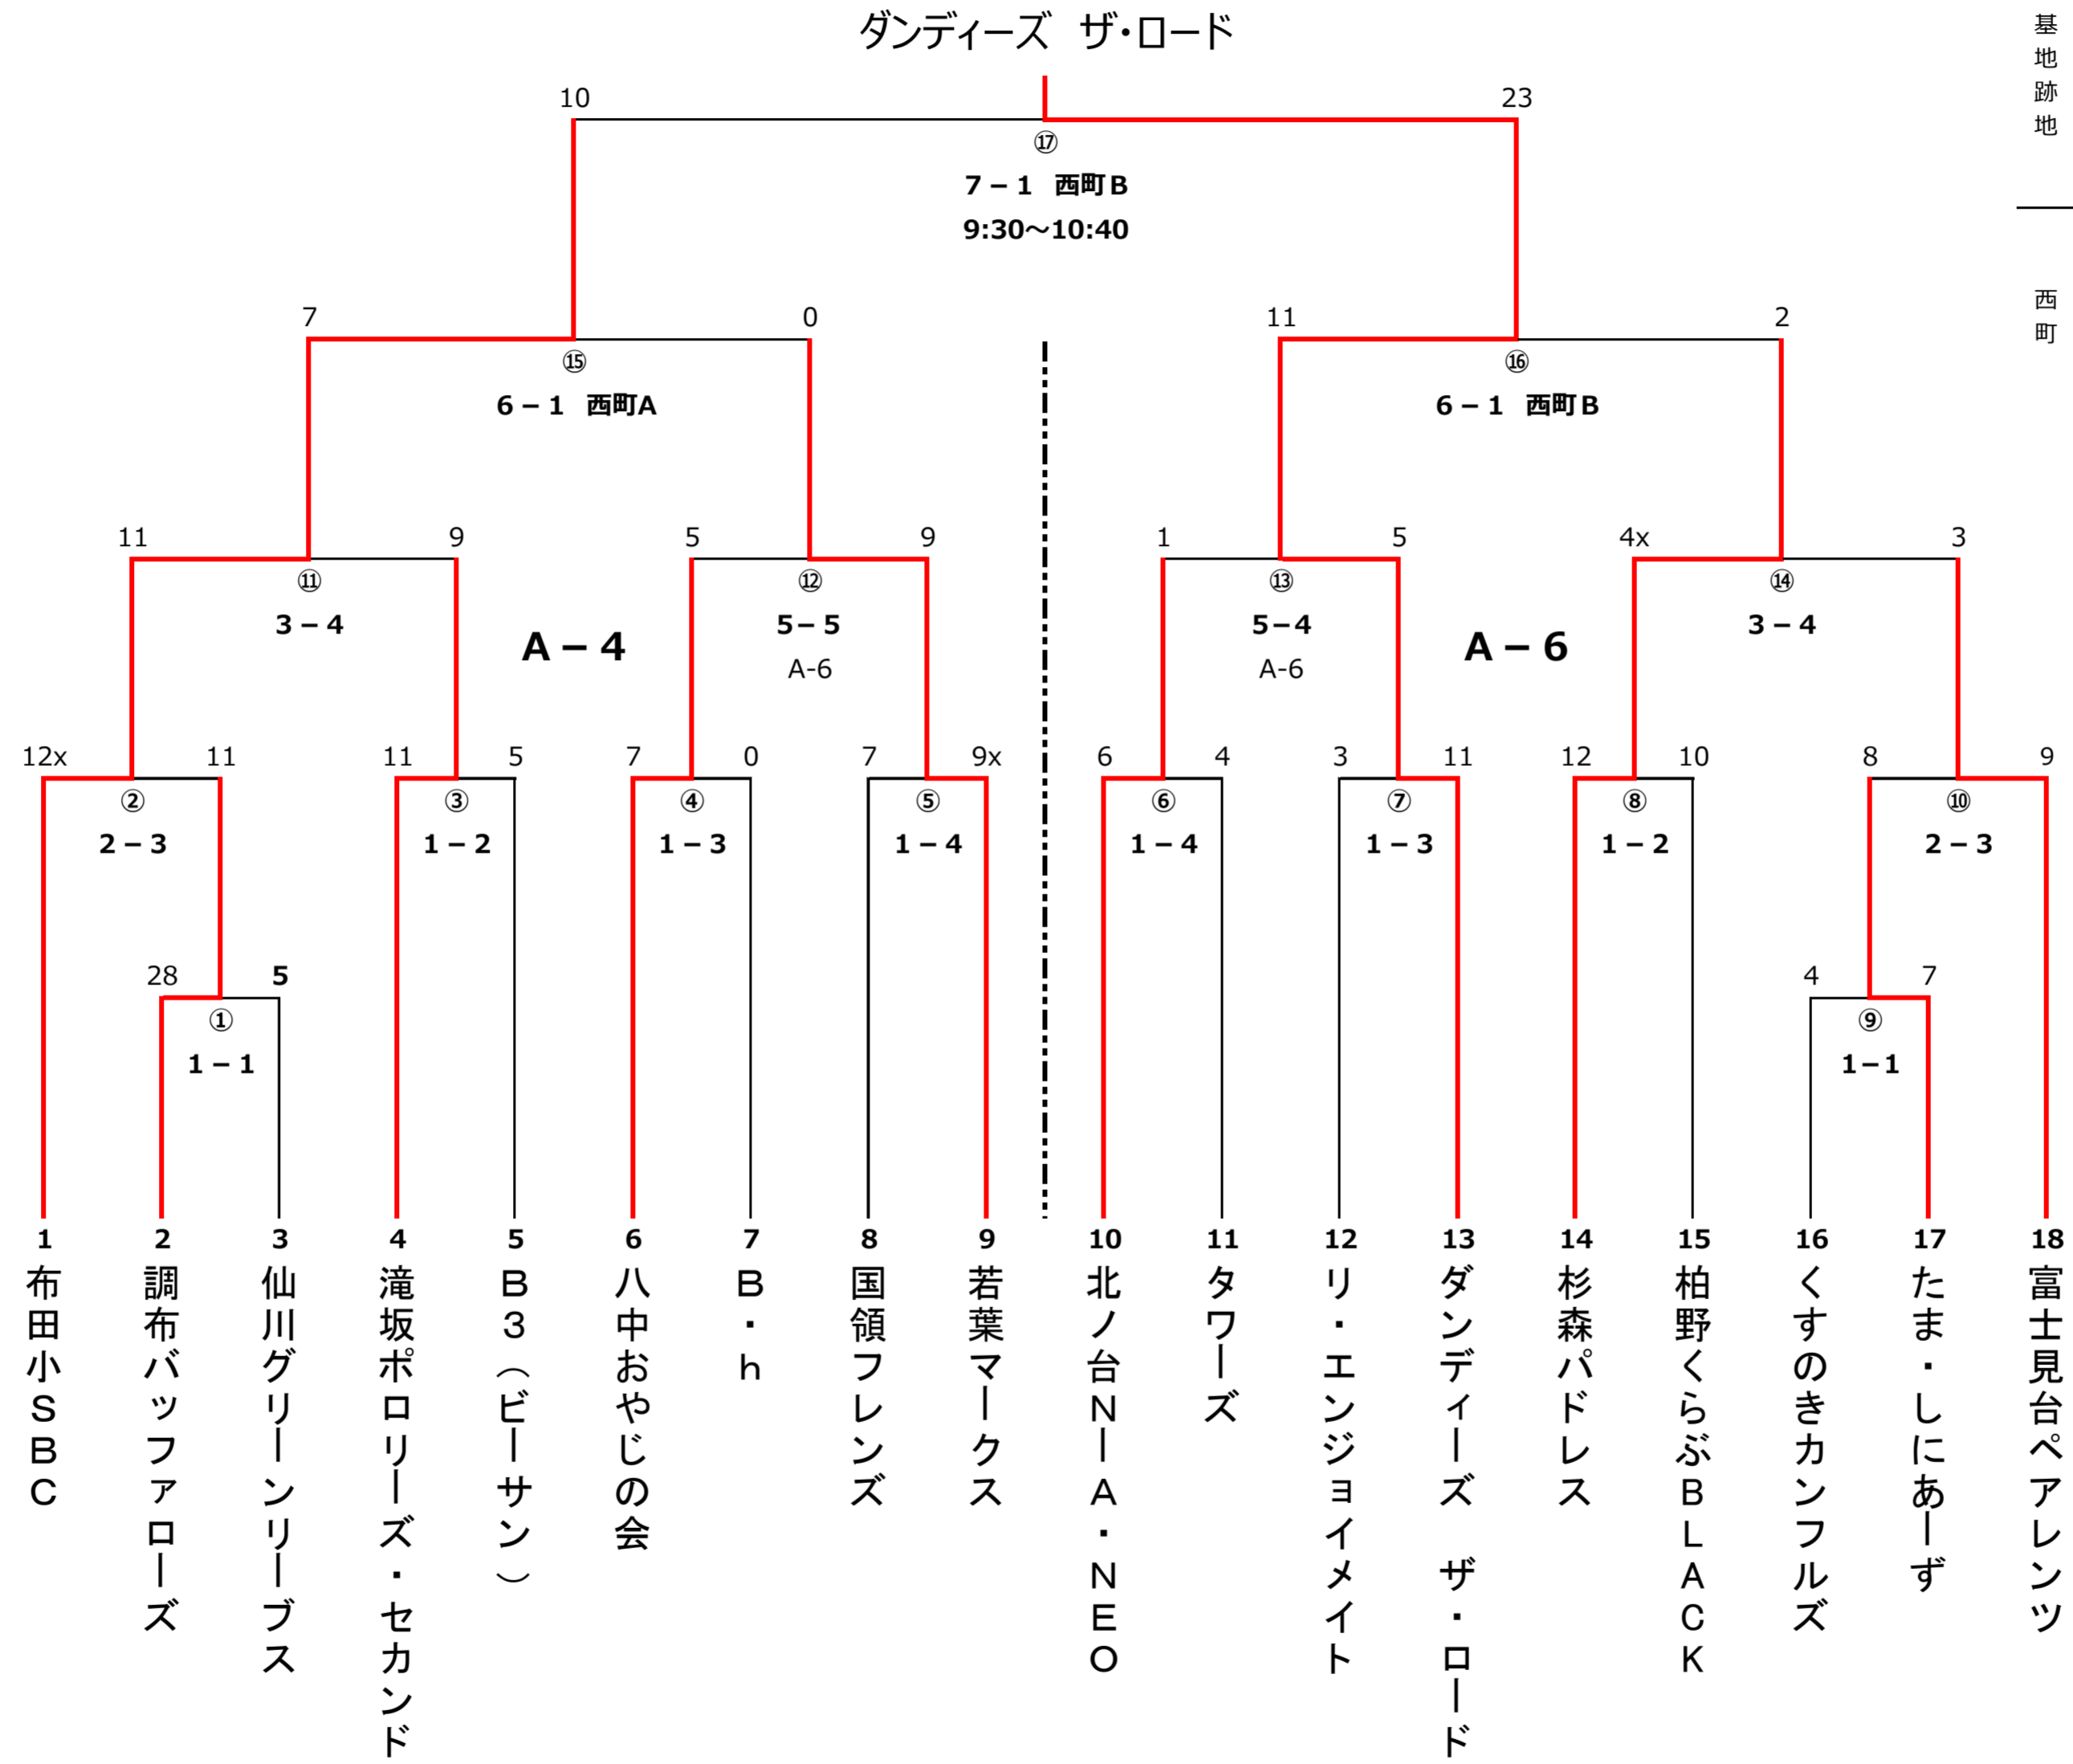 ダンディーズ ザ・ロード
基地跡地
10 23
⑰
7－1 西町B
9:30～10:40
西町
7 0 11 2
⑮ ⑯
6－1 西町A 6－1 西町B
11 9 5 9 1 5 4x 3
⑪ ⑫ ⑬ ⑭
3－4 5－5 5－4 3－4
A－4 A－6
A-6 A-6
12x 11 11 5 7 0 7 9x 6 4 3 11 12 10 8 9
② ③ ④ ⑤ ⑥ ⑦ ⑧ ⑩
2－3 1－2 1－3 1－4 1－4 1－3 1－2 2－3
28 5 4 7
① ⑨
1－1 1－1
1 2 3 4 5 6 7 8 9 10 11 12 13 14 15 16 17 18
布田小SBC
調布バッファローズ
仙川グリーンリーブス
滝坂ポロリーズ・セカンド
B3（ビーサン）
八中おやじの会
B・h
国領フレンズ
若葉マークス
北ノ台NーA・NEO
タワーズ
リ・エンジョイメイト
ダンディーズ ザ・ロード
杉森パドレス
柏野くらぶBLACK
くすのきカンフルズ
たま・しにあーず
富士見台ペアレンツ